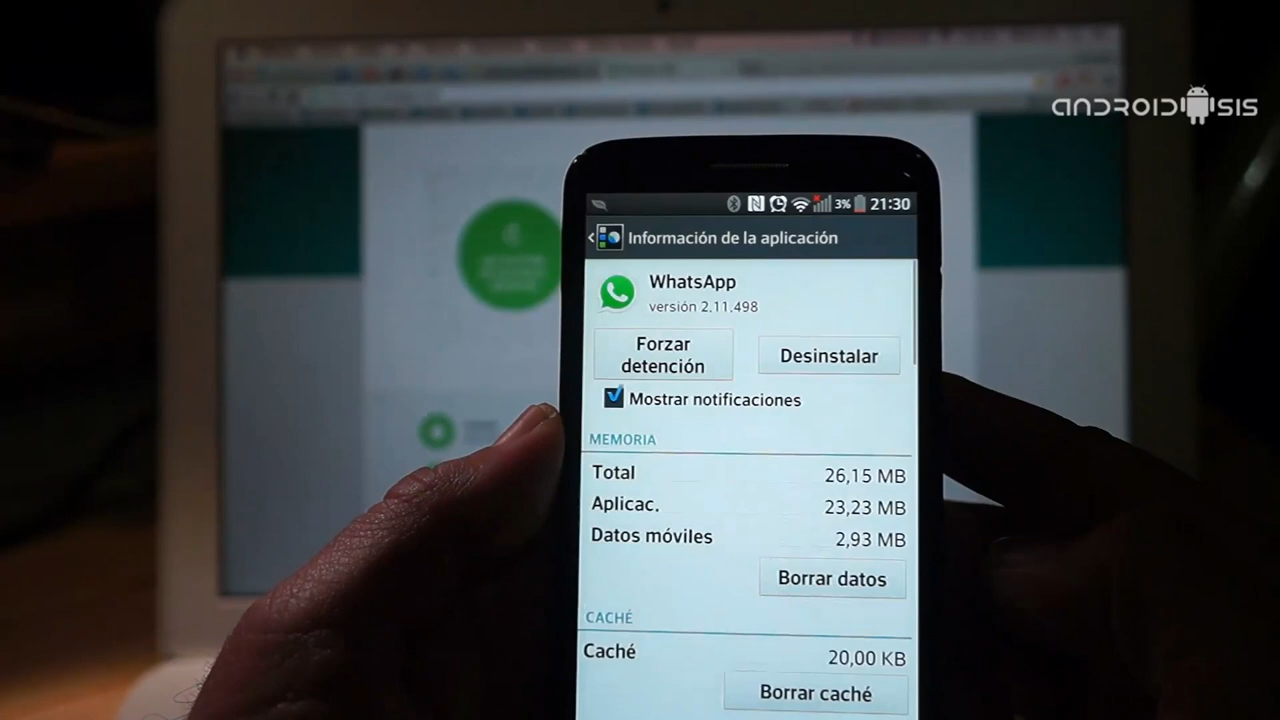 ANDROIDSIS
3% 21:30
Información de la aplicación
WhatsApp
versión 2.11.498
Forzar
detención
Desinstalar
Mostrar notificaciones
MEMORIA
Total 26,15 MB
Aplicac. 23,23 MB
Datos móviles 2,93 MB
Borrar datos
CACHÉ
Caché 20,00 KB
Borrar caché